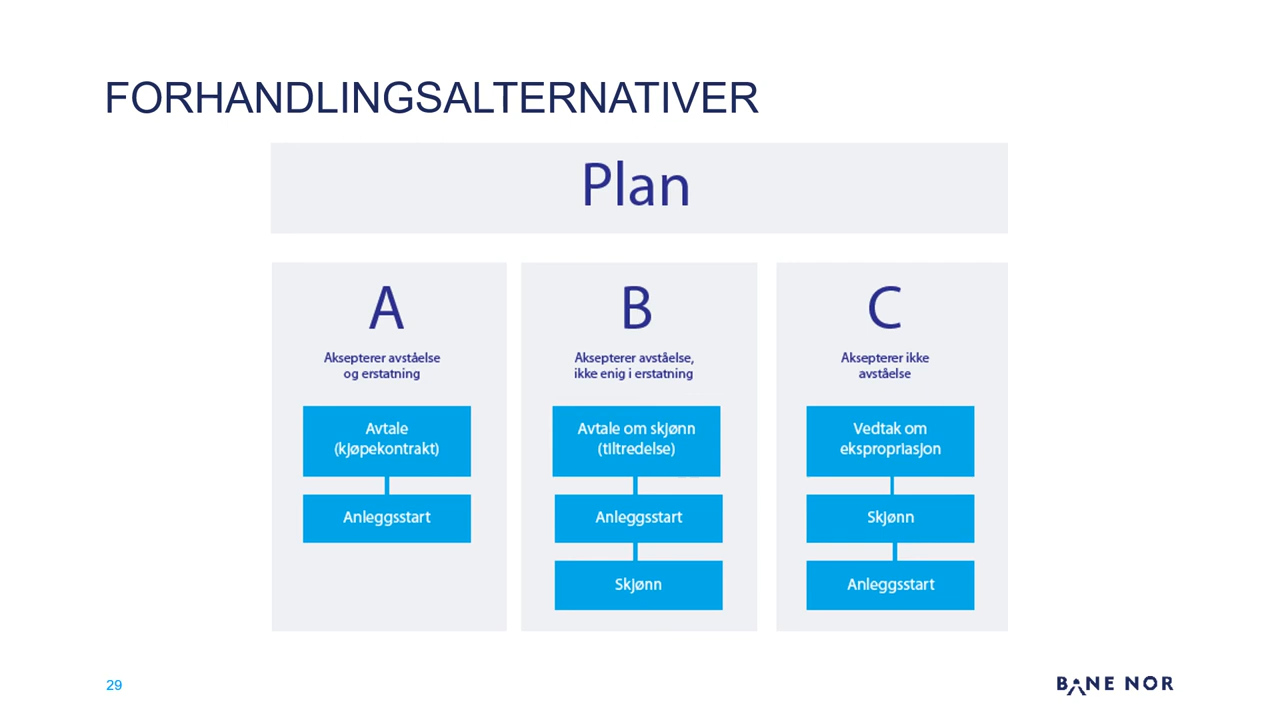 FORHANDLINGSALTERNATIVER
Plan
A
Aksepterer avståelse
og erstatning
Avtale
(kjøpekontrakt)
Anleggsstart
B
Aksepterer avståelse,
ikke enig i erstatning
Avtale om skjønn
(tiltredelse)
Anleggsstart
Skjønn
C
Aksepterer ikke
avståelse
Vedtak om
ekspropriasjon
Skjønn
Anleggsstart
29
BANE NOR